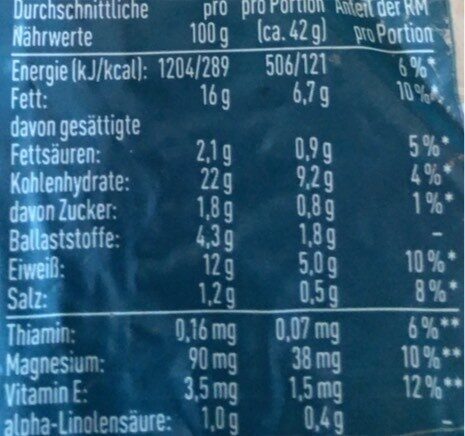 Durchschnittliche pro pro Portion Anteil der RM
Nährwerte 100 g (ca. 42 g) pro Portion
Energie (kJ/kcal): 1204/289 506/121 6 %*
Fett: 16 g 6,7 g 10 %*
davon gesättigte
Fettsäuren: 2,1 g 0,9 g 5 %*
Kohlenhydrate: 22 g 9,2 g 4 %*
davon Zucker: 1,8 g 0,8 g 1 %*
Ballaststoffe: 4,3 g 1,8 g -
Eiweiß: 12 g 5,0 g 10 %*
Salz: 1,2 g 0,5 g 8 %*
Thiamin: 0,16 mg 0,07 mg 6 %**
Magnesium: 90 mg 38 mg 10 %**
Vitamin E: 3,5 mg 1,5 mg 12 %**
alpha-Linolensäure: 1,0 g 0,4 g -